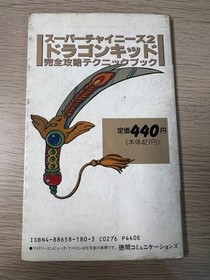 スーパーチャイニーズ2
ドラゴンキッド
完全攻略テクニックブック
定価440円
(本体427円)
ISBN4-88658-180-3 C0276 P440E
徳間コミュニケーションズ